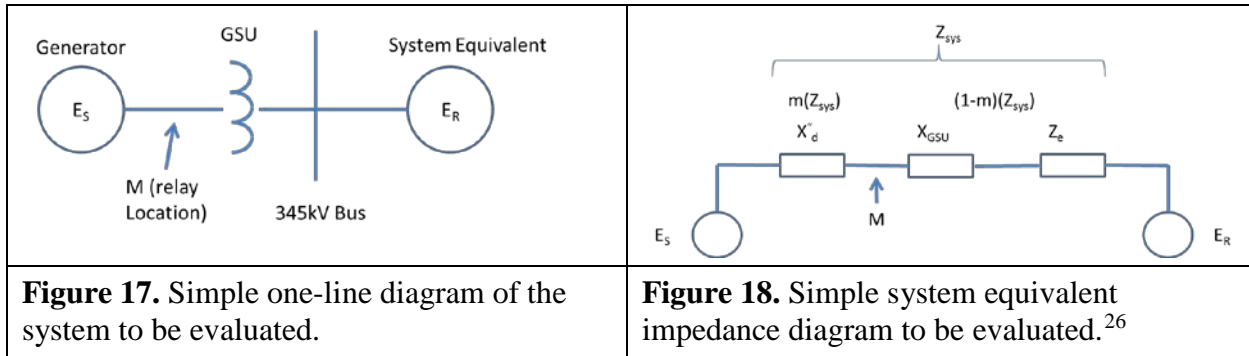 GSU
Generator
System Equivalent
E_S
E_R
M (relay
Location)
345kV Bus
Z_sys
m(Z_sys)
(1-m)(Z_sys)
X"_d
X_GSU
Z_e
M
E_S
E_R
Figure 17. Simple one-line diagram of the
system to be evaluated.
Figure 18. Simple system equivalent
impedance diagram to be evaluated.26